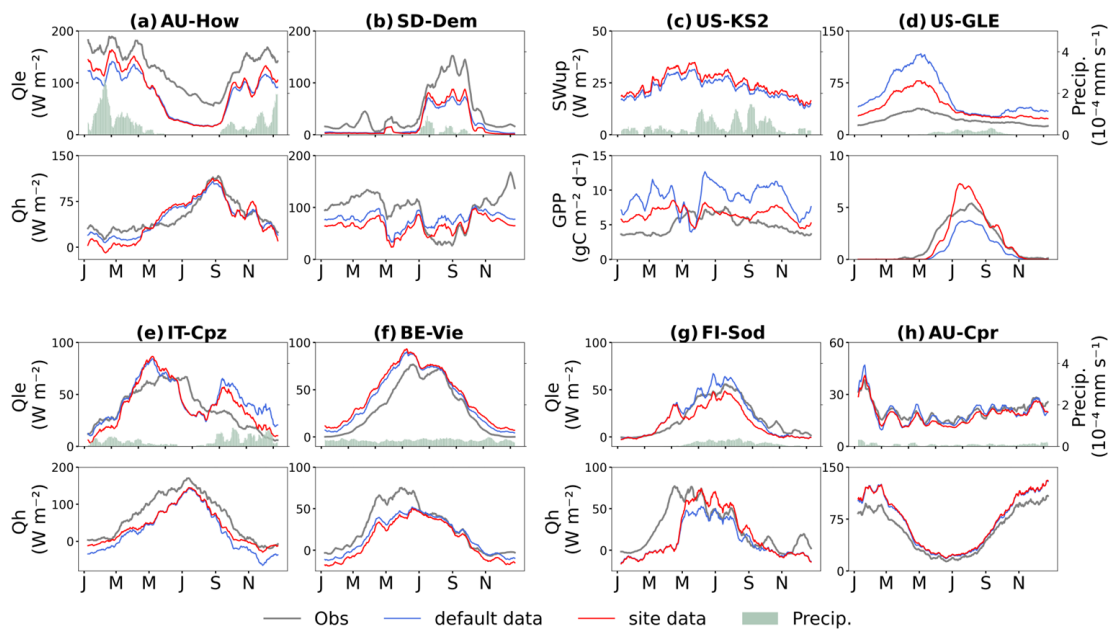 (a) AU-How (b) SD-Dem (c) US-KS2 (d) US-GLE
200 200 50 150
Qle
(W m⁻²)
100 100
0 0
SWup
(W m⁻²)
25 75
0 0
4
2
0
Precip.
(10⁻⁴ mm s⁻¹)
150 200 15 10
Qh
(W m⁻²)
75 100
0 0
GPP
(gC m⁻² d⁻¹)
10 5
5
0 0
J M M J S N J M M J S N J M M J S N J M M J S N
(e) IT-Cpz (f) BE-Vie (g) FI-Sod (h) AU-Cpr
100 100 100 60
Qle
(W m⁻²)
50 50
0 0
Qle
(W m⁻²)
50 30
0 0
4
2
0
Precip.
(10⁻⁴ mm s⁻¹)
200 100 100 150
Qh
(W m⁻²)
100 50
0 0
Qh
(W m⁻²)
50 75
0 0
J M M J S N J M M J S N J M M J S N J M M J S N
Obs default data site data Precip.